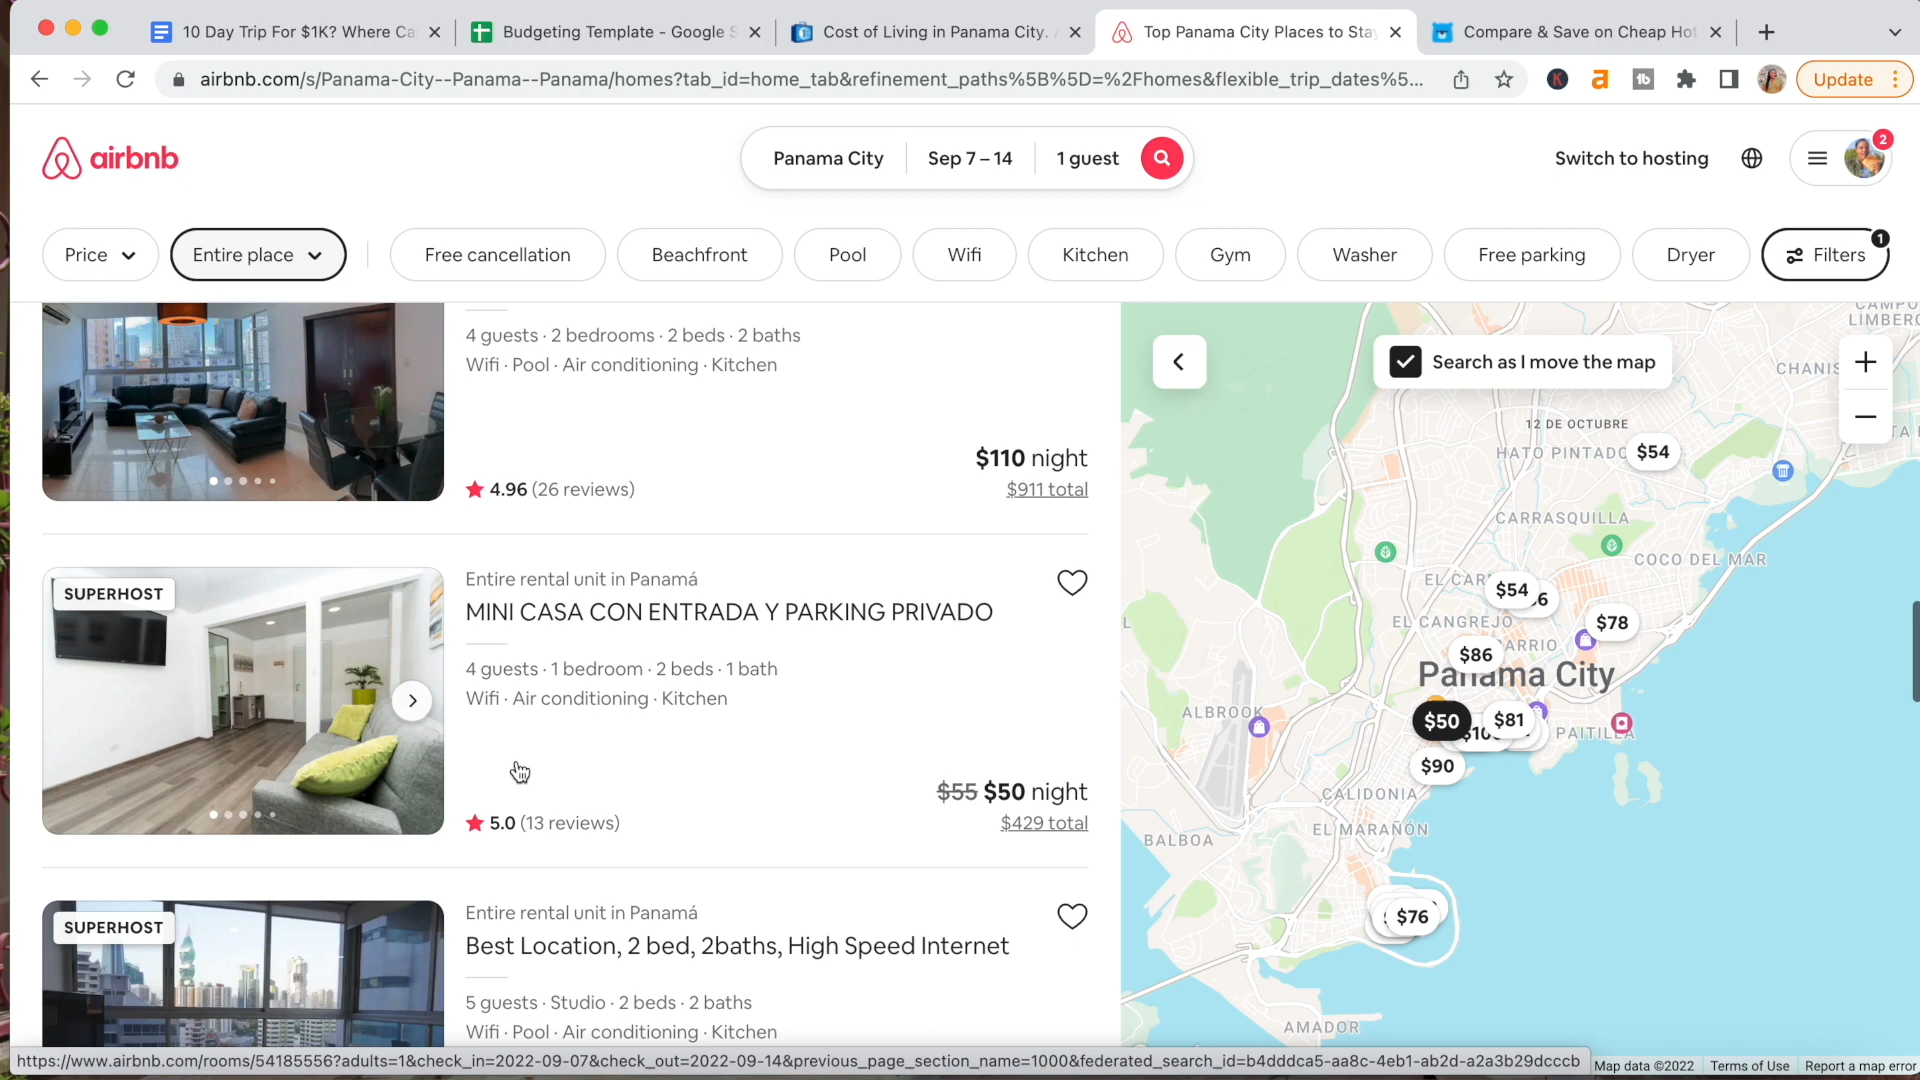 10 Day Trip For $1K? Where Ca
Budgeting Template - Google S
Cost of Living in Panama City.
Top Panama City Places to Stay
Compare & Save on Cheap Hot
airbnb.com/s/Panama-City--Panama--Panama/homes?tab_id=home_tab&refinement_paths%5B%5D=%2Fhomes&flexible_trip_dates%5...
Update
airbnb
Panama City
Sep 7 – 14
1 guest
Switch to hosting
2
Price
Entire place
Free cancellation
Beachfront
Pool
Wifi
Kitchen
Gym
Washer
Free parking
Dryer
Filters
1
4 guests · 2 bedrooms · 2 beds · 2 baths
Wifi · Pool · Air conditioning · Kitchen
$110 night
4.96 (26 reviews)
$911 total
SUPERHOST
Entire rental unit in Panamá
MINI CASA CON ENTRADA Y PARKING PRIVADO
4 guests · 1 bedroom · 2 beds · 1 bath
Wifi · Air conditioning · Kitchen
$55 $50 night
5.0 (13 reviews)
$429 total
SUPERHOST
Entire rental unit in Panamá
Best Location, 2 bed, 2baths, High Speed Internet
5 guests · Studio · 2 beds · 2 baths
Wifi · Pool · Air conditioning · Kitchen
Search as I move the map
CAMPO
LIMBERG
CHANIS
12 DE OCTUBRE
HATO PINTADO
$54
CARRASQUILLA
COCO DEL MAR
EL CAR
$54
6
EL CANGREJO
$78
$86
BARRIO
Panama City
ALBROOK
$50
$81
$10
PAITILLA
$90
CALIDONIA
EL MARAÑÓN
BALBOA
$76
AMADOR
https://www.airbnb.com/rooms/54185556?adults=1&check_in=2022-09-07&check_out=2022-09-14&previous_page_section_name=1000&federated_search_id=b4dddca5-aa8c-4eb1-ab2d-a2a3b29dcccb
Map data ©2022
Terms of Use
Report a map error